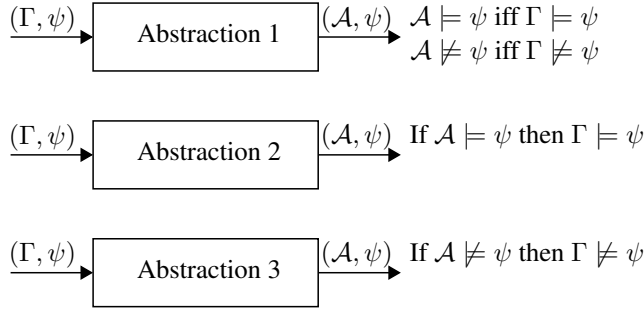 (Γ, ψ) Abstraction 1 (𝒜, ψ) 𝒜 ⊨ ψ iff Γ ⊨ ψ
𝒜 ⊭ ψ iff Γ ⊭ ψ
(Γ, ψ) Abstraction 2 (𝒜, ψ) If 𝒜 ⊨ ψ then Γ ⊨ ψ
(Γ, ψ) Abstraction 3 (𝒜, ψ) If 𝒜 ⊭ ψ then Γ ⊭ ψ